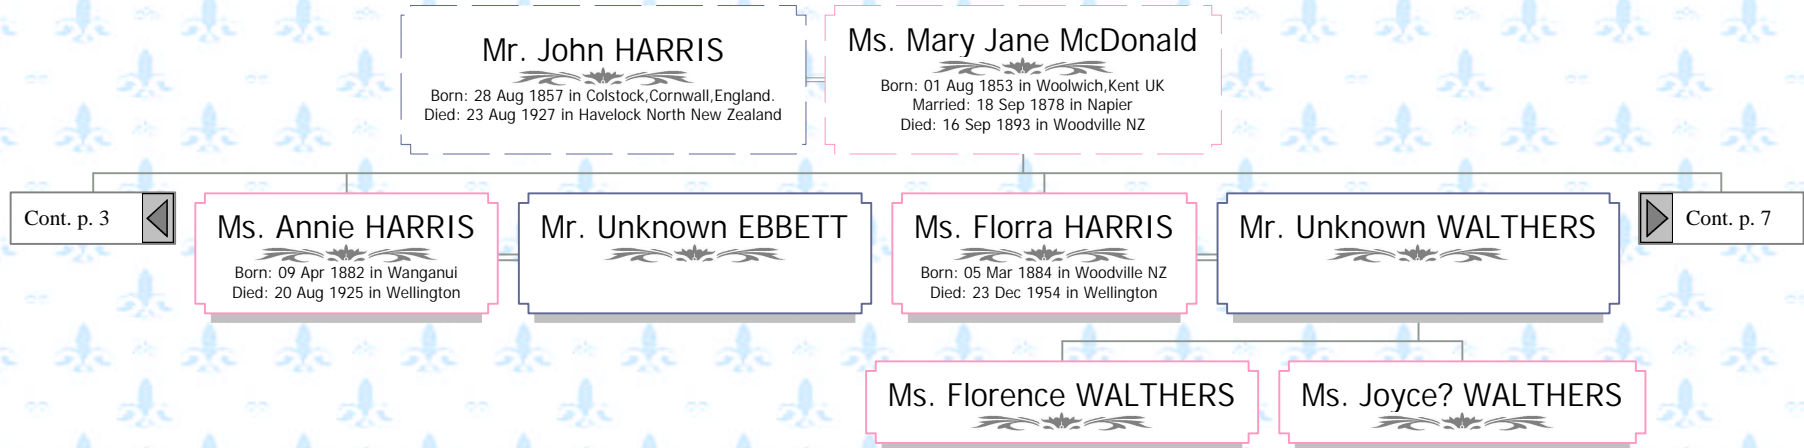 Mr. John HARRIS
Born: 28 Aug 1857 in Colstock,Cornwall,England.
Died: 23 Aug 1927 in Havelock North New Zealand
Ms. Mary Jane McDonald
Born: 01 Aug 1853 in Woolwich,Kent UK
Married: 18 Sep 1878 in Napier
Died: 16 Sep 1893 in Woodville NZ
Cont. p. 3
Ms. Annie HARRIS
Born: 09 Apr 1882 in Wanganui
Died: 20 Aug 1925 in Wellington
Mr. Unknown EBBETT
Ms. Florra HARRIS
Born: 05 Mar 1884 in Woodville NZ
Died: 23 Dec 1954 in Wellington
Mr. Unknown WALTHERS
Cont. p. 7
Ms. Florence WALTHERS
Ms. Joyce? WALTHERS